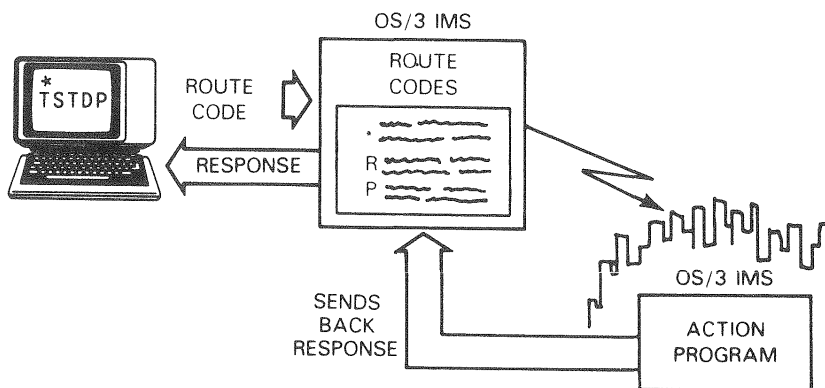 OS/3 IMS
*
TSTDP
ROUTE
CODE
RESPONSE
ROUTE
CODES
.
R
P
SENDS
BACK
RESPONSE
OS/3 IMS
ACTION
PROGRAM